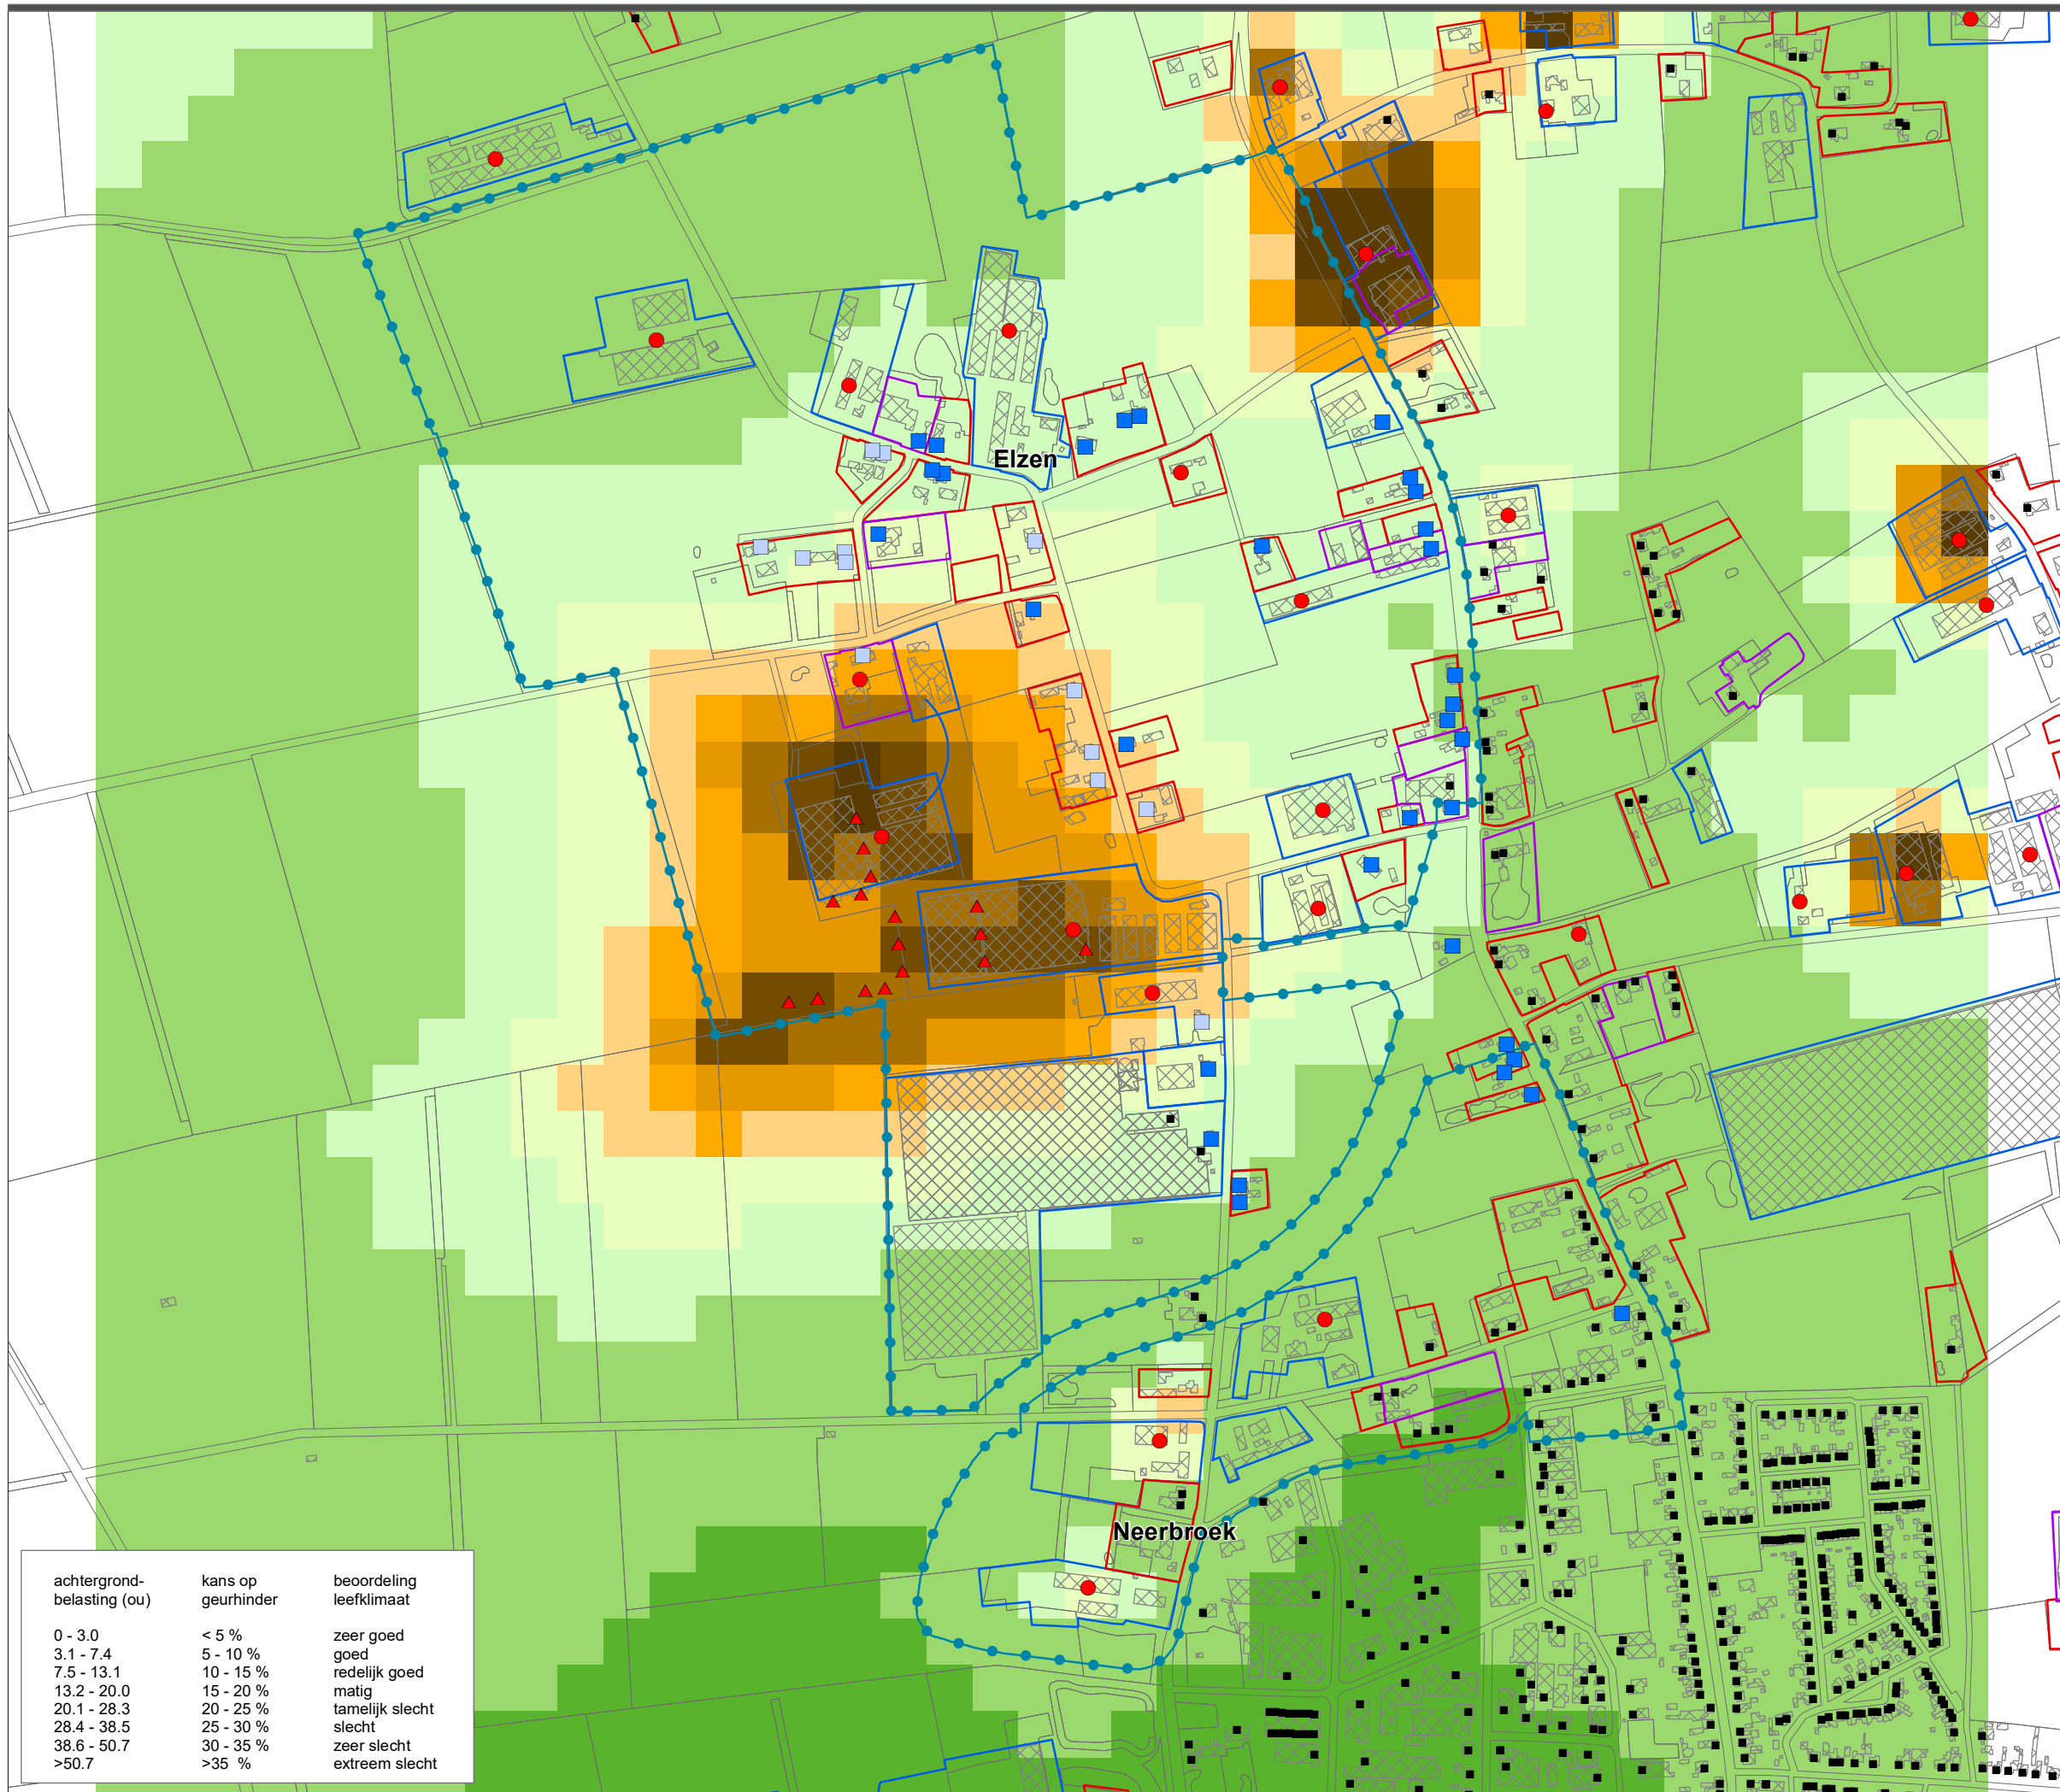 Elzen
Neerbroek
achtergrond- kans op beoordeling
belasting (ou) geurhinder leefklimaat
0 - 3.0 < 5 % zeer goed
3.1 - 7.4 5 - 10 % goed
7.5 - 13.1 10 - 15 % redelijk goed
13.2 - 20.0 15 - 20 % matig
20.1 - 28.3 20 - 25 % tamelijk slecht
28.4 - 38.5 25 - 30 % slecht
38.6 - 50.7 30 - 35 % zeer slecht
>50.7 >35 % extreem slecht